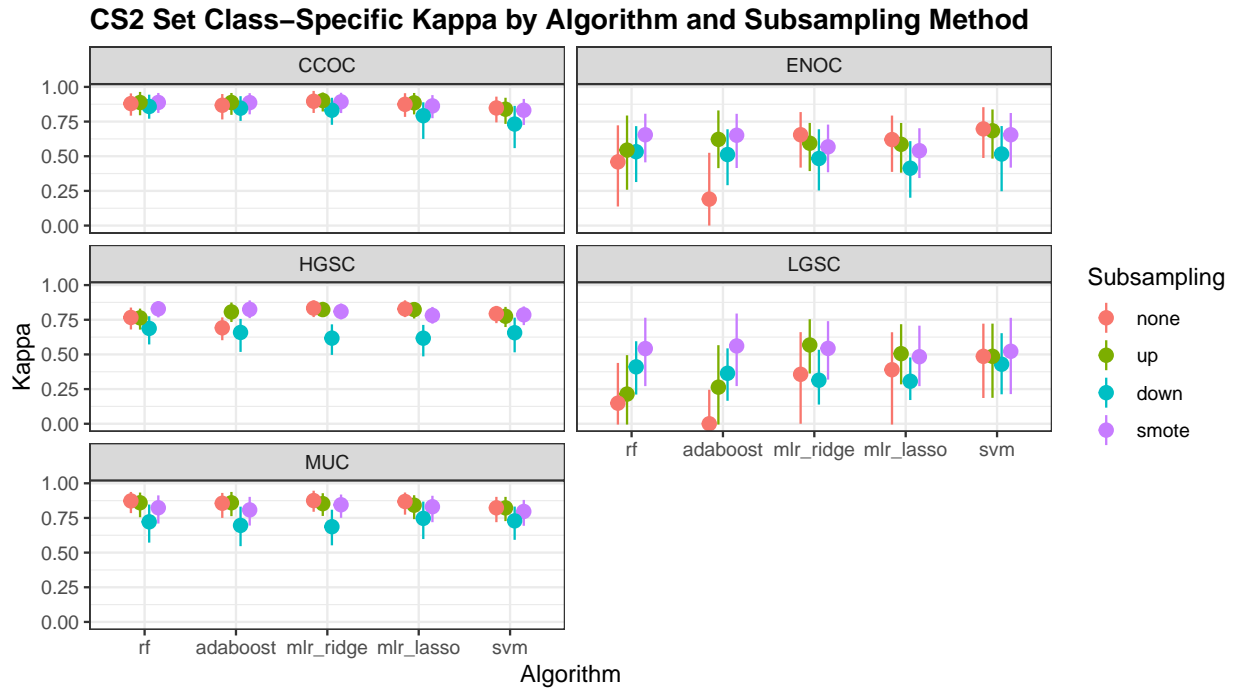 CS2 Set Class−Specific Kappa by Algorithm and Subsampling Method
CCOC
ENOC
1.00
0.75
0.50
0.25
0.00
HGSC
LGSC
1.00
0.75
0.50
0.25
0.00
rf adaboost mlr_ridge mlr_lasso svm
MUC
1.00
0.75
0.50
0.25
0.00
rf adaboost mlr_ridge mlr_lasso svm
Kappa
Algorithm
Subsampling
none
up
down
smote